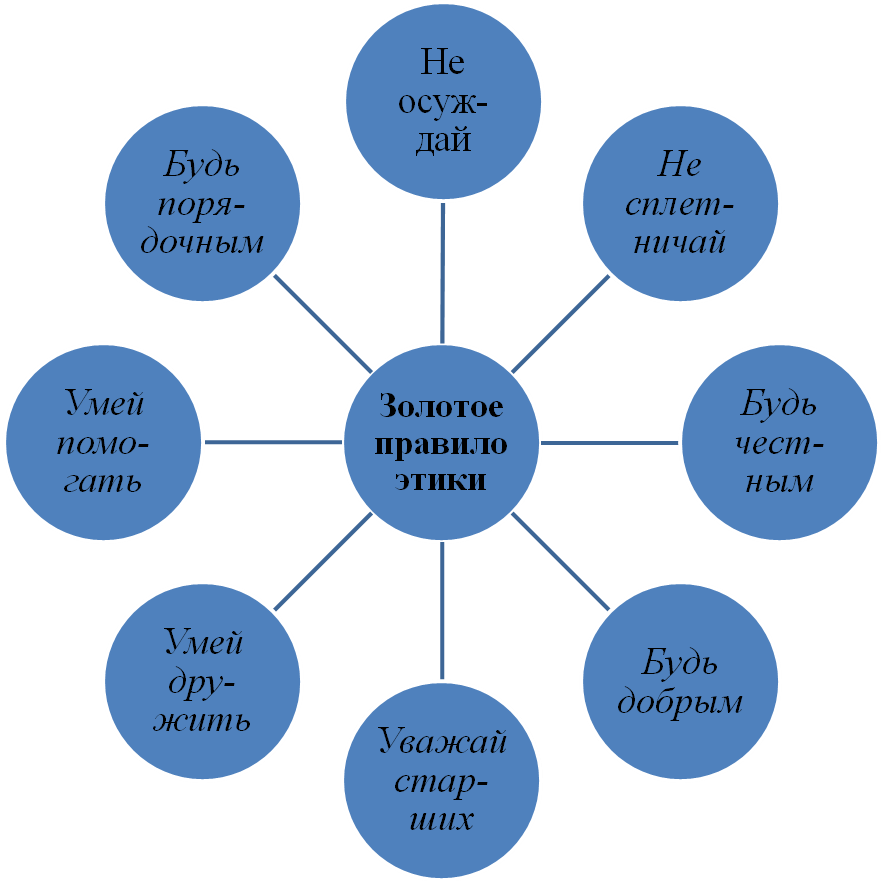 Не
осуж-
дай
Не
сплет-
ничай
Будь
чест-
ным
Будь
добрым
Уважай
стар-
ших
Умей
дру-
жить
Умей
помо-
гать
Будь
поря-
дочным
Золотое
правило
этики